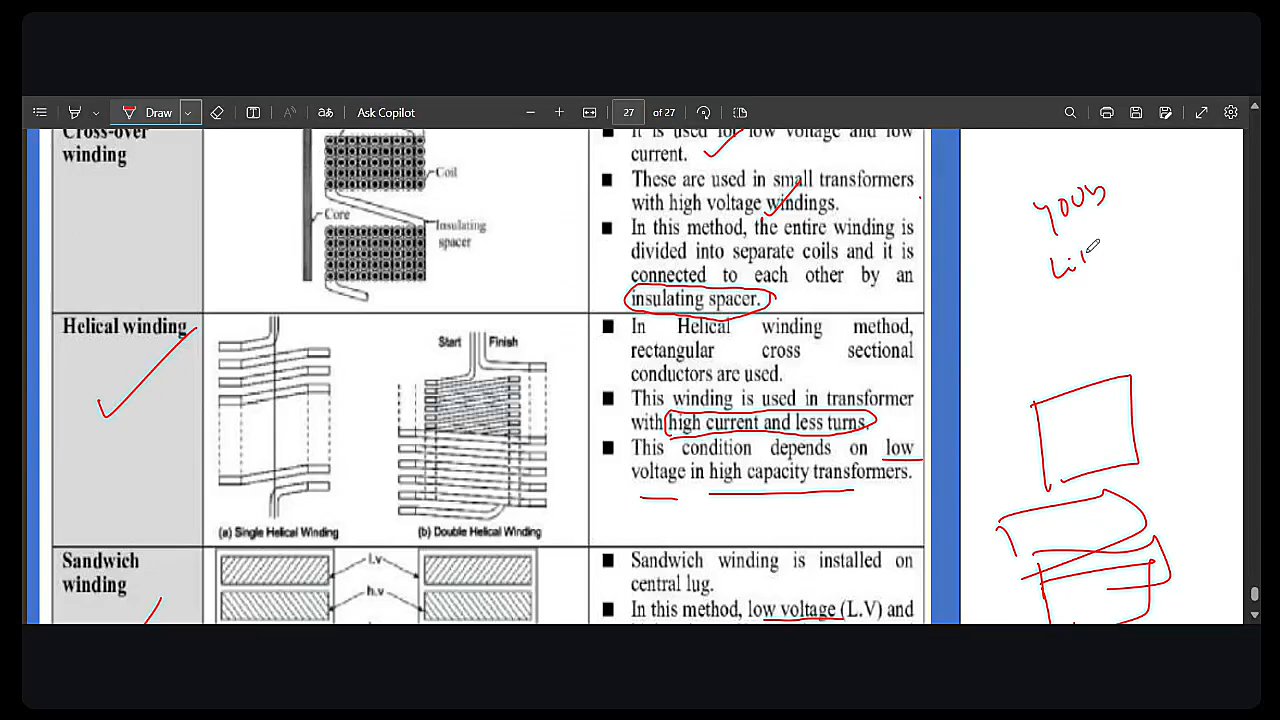 Draw
Ask Copilot
27 of 27
Cross-over
winding
Coil
Core
Insulating
spacer
■ It is used for low voltage and low
current.
■ These are used in small transformers
with high voltage windings.
■ In this method, the entire winding is
divided into separate coils and it is
connected to each other by an
insulating spacer.
Helical winding
Start Finish
(a) Single Helical Winding
(b) Double Helical Winding
■ In Helical winding method,
rectangular cross sectional
conductors are used.
■ This winding is used in transformer
with high current and less turns.
■ This condition depends on low
voltage in high capacity transformers.
Sandwich
winding
l.v
h.v
■ Sandwich winding is installed on
central lug.
■ In this method, low voltage (L.V) and